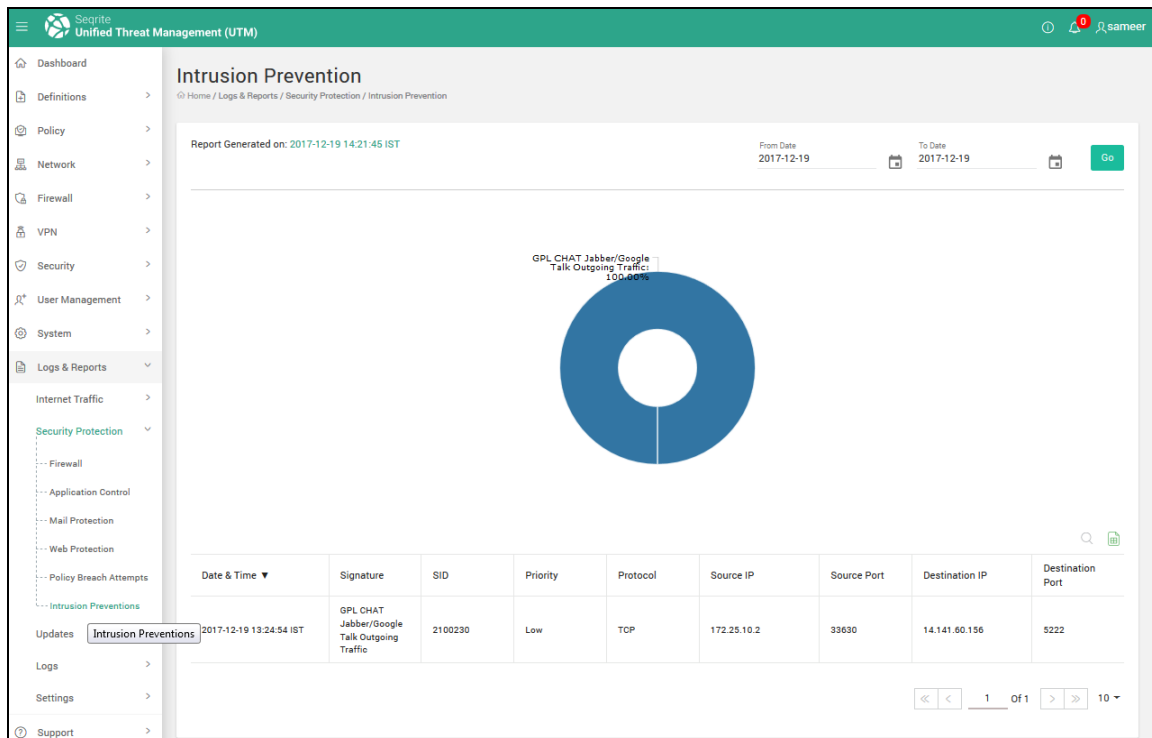 Seqrite
Unified Threat Management (UTM)
0
sameer
Dashboard
Definitions
Policy
Network
Firewall
VPN
Security
User Management
System
Logs & Reports
Internet Traffic
Security Protection
Firewall
Application Control
Mail Protection
Web Protection
Policy Breach Attempts
Intrusion Preventions
Updates
Intrusion Preventions
Logs
Settings
Support
Intrusion Prevention
Home / Logs & Reports / Security Protection / Intrusion Prevention
Report Generated on: 2017-12-19 14:21:45 IST
From Date
2017-12-19
To Date
2017-12-19
Go
GPL CHAT Jabber/Google
Talk Outgoing Traffic:
100.00%
Date & Time ▼ Signature SID Priority Protocol Source IP Source Port Destination IP Destination
Port
2017-12-19 13:24:54 IST
GPL CHAT
Jabber/Google
Talk Outgoing
Traffic
2100230 Low TCP 172.25.10.2 33630 14.141.60.156 5222
1 Of 1 10